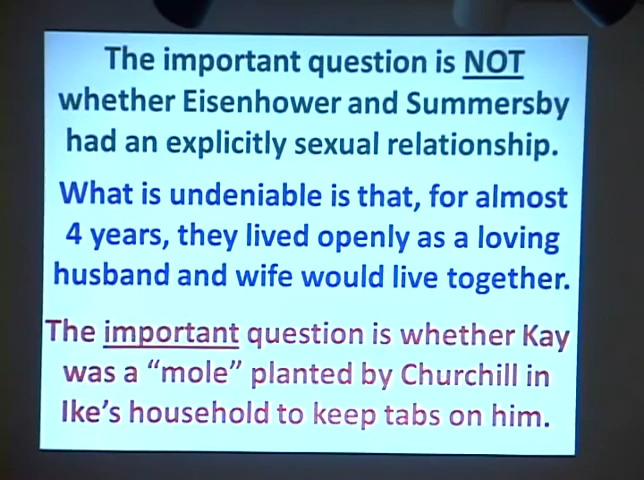 The important question is NOT
whether Eisenhower and Summersby
had an explicitly sexual relationship.
What is undeniable is that, for almost
4 years, they lived openly as a loving
husband and wife would live together.
The important question is whether Kay
was a “mole” planted by Churchill in
Ike’s household to keep tabs on him.